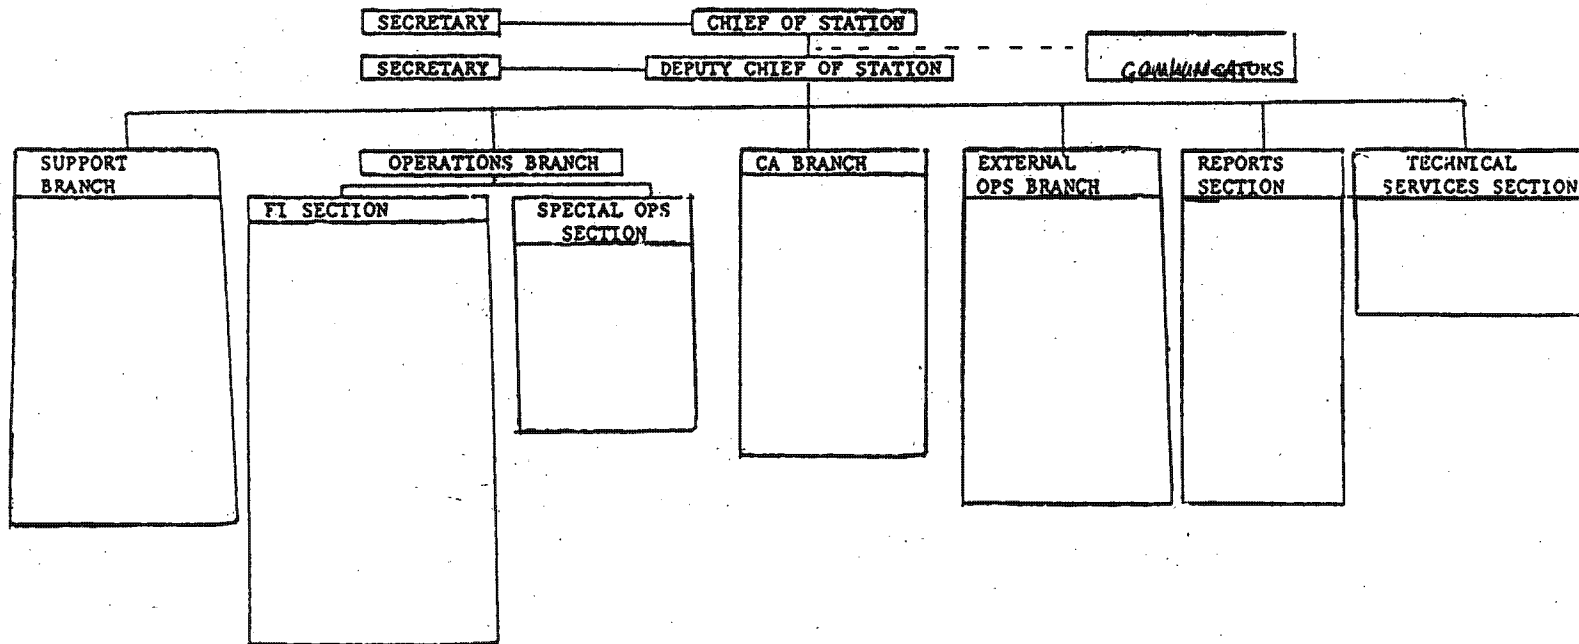 SECRETARY
CHIEF OF STATION
SECRETARY
DEPUTY CHIEF OF STATION
COMMUNICATORS
SUPPORT
BRANCH
OPERATIONS BRANCH
FI SECTION
SPECIAL OPS
SECTION
CA BRANCH
EXTERNAL
OPS BRANCH
REPORTS
SECTION
TECHNICAL
SERVICES SECTION